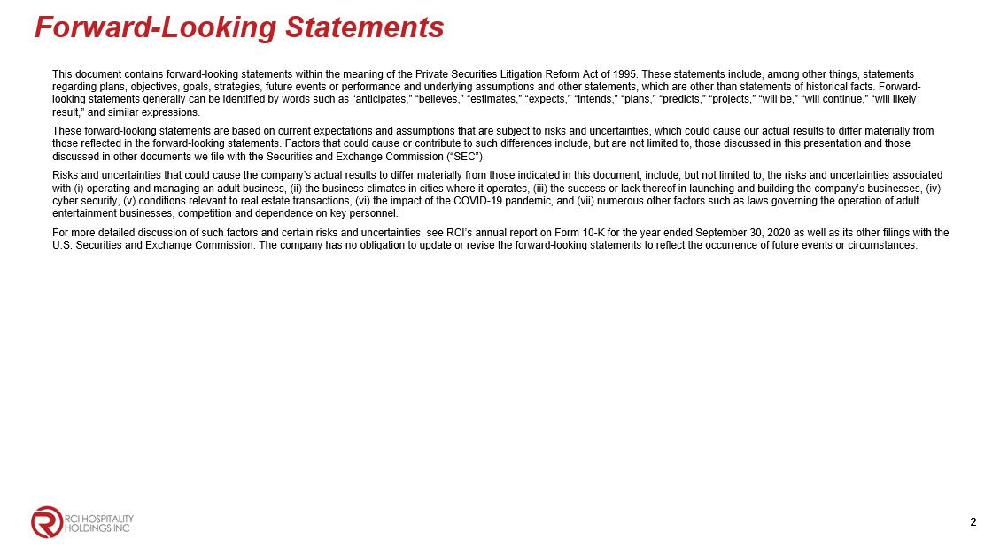 Forward-Looking Statements
This document contains forward-looking statements within the meaning of the Private Securities Litigation Reform Act of 1995. These statements include, among other things, statements
regarding plans, objectives, goals, strategies, future events or performance and underlying assumptions and other statements, which are other than statements of historical facts. Forward-
looking statements generally can be identified by words such as “anticipates,” “believes,” “estimates,” “expects,” “intends,” “plans,” “predicts,” “projects,” “will be,” “will continue,” “will likely
result,” and similar expressions.
These forward-looking statements are based on current expectations and assumptions that are subject to risks and uncertainties, which could cause our actual results to differ materially from
those reflected in the forward-looking statements. Factors that could cause or contribute to such differences include, but are not limited to, those discussed in this presentation and those
discussed in other documents we file with the Securities and Exchange Commission (“SEC”).
Risks and uncertainties that could cause the company’s actual results to differ materially from those indicated in this document, include, but not limited to, the risks and uncertainties associated
with (i) operating and managing an adult business, (ii) the business climates in cities where it operates, (iii) the success or lack thereof in launching and building the company’s businesses, (iv)
cyber security, (v) conditions relevant to real estate transactions, (vi) the impact of the COVID-19 pandemic, and (vii) numerous other factors such as laws governing the operation of adult
entertainment businesses, competition and dependence on key personnel.
For more detailed discussion of such factors and certain risks and uncertainties, see RCI’s annual report on Form 10-K for the year ended September 30, 2020 as well as its other filings with the
U.S. Securities and Exchange Commission. The company has no obligation to update or revise the forward-looking statements to reflect the occurrence of future events or circumstances.
RCI HOSPITALITY
HOLDINGS INC
2